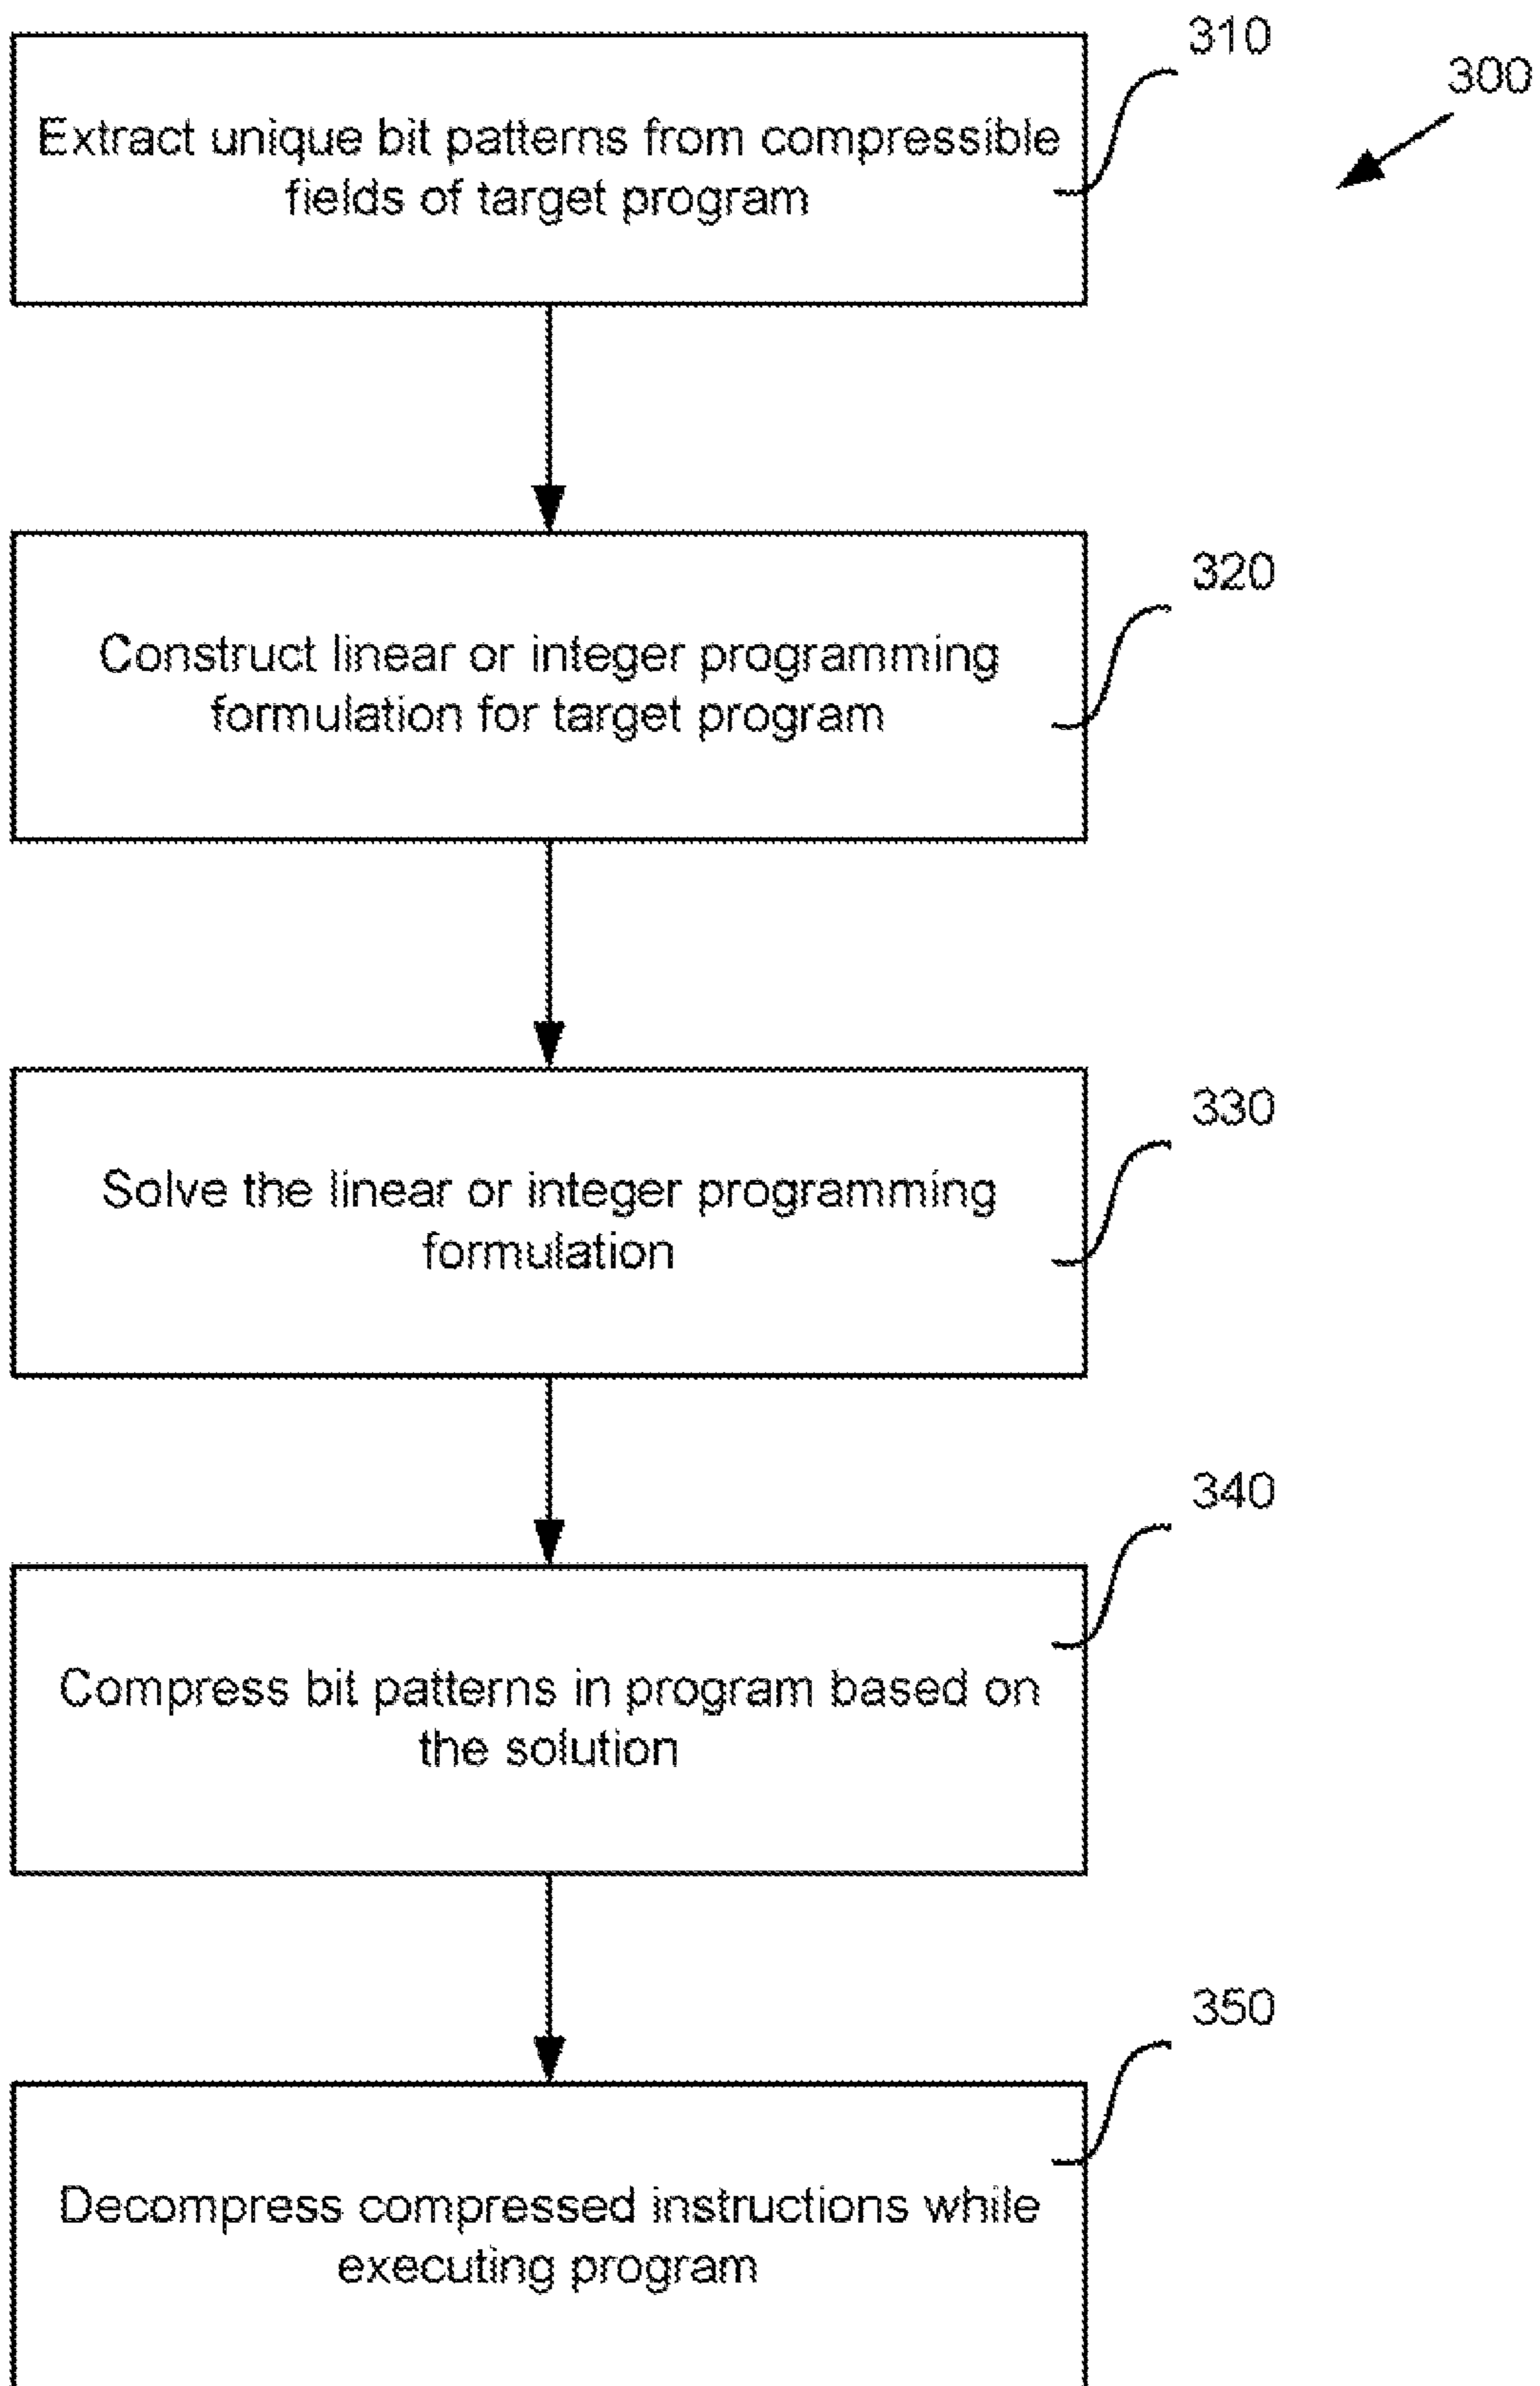 310
300
Extract unique bit patterns from compressible
fields of target program
320
Construct linear or integer programming
formulation for target program
330
Solve the linear or integer programming
formulation
340
Compress bit patterns in program based on
the solution
350
Decompress compressed instructions while
executing program